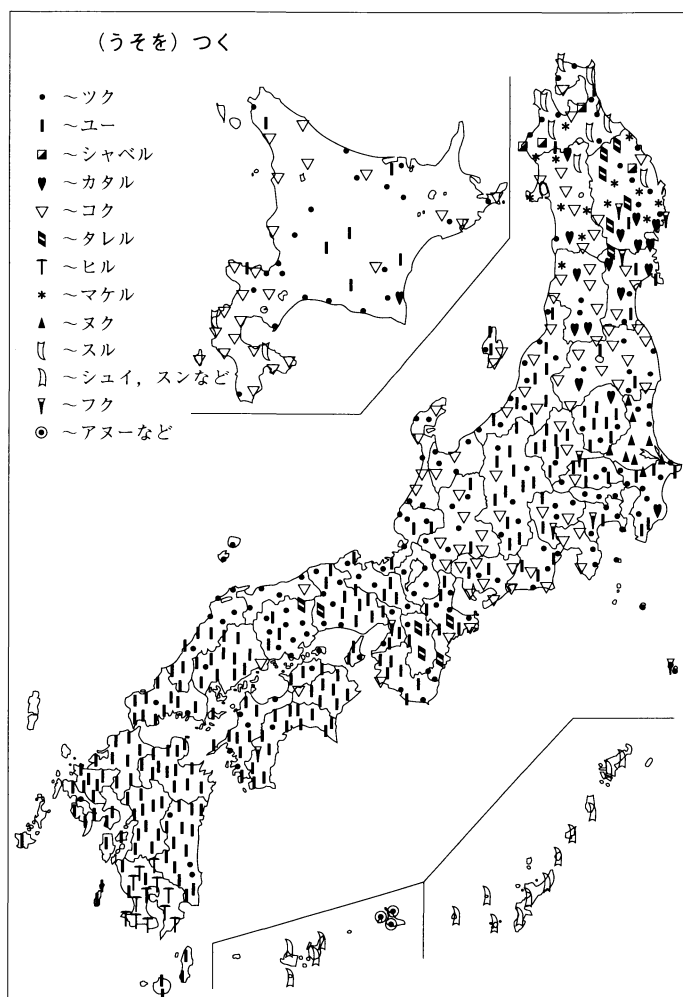 （うそを）つく
～ツク
～ユー
～シャベル
～カタル
～コク
～タレル
～ヒル
～マケル
～ヌク
～スル
～シュイ，スンなど
～フク
～アヌーなど